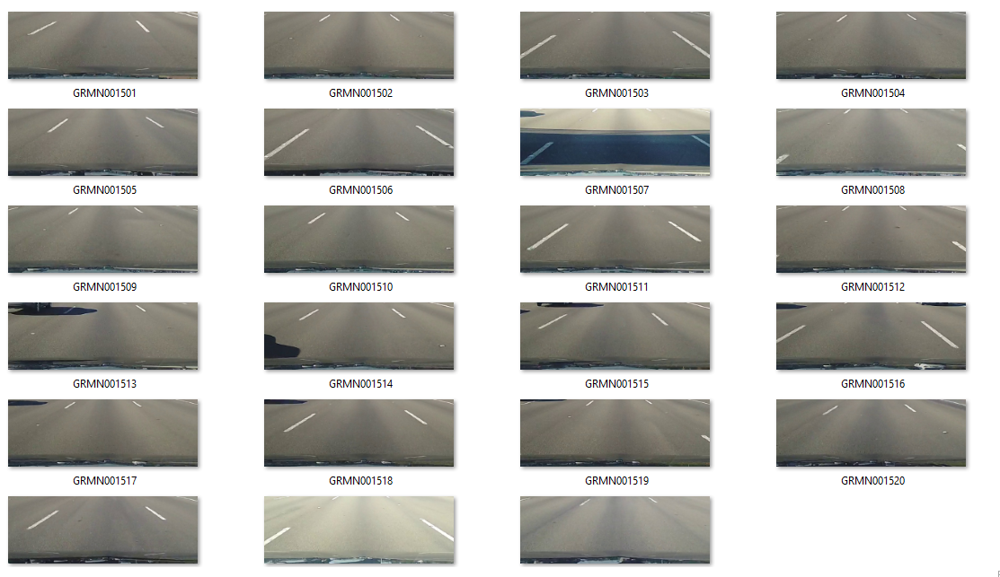 GRMN001501 GRMN001502 GRMN001503 GRMN001504
GRMN001505 GRMN001506 GRMN001507 GRMN001508
GRMN001509 GRMN001510 GRMN001511 GRMN001512
GRMN001513 GRMN001514 GRMN001515 GRMN001516
GRMN001517 GRMN001518 GRMN001519 GRMN001520